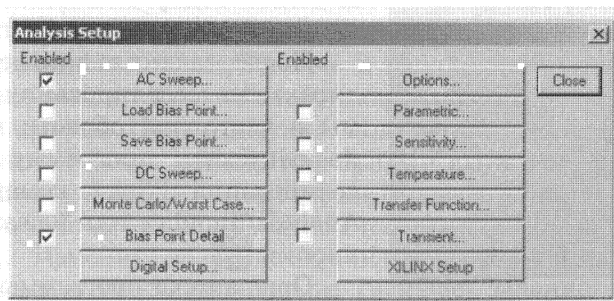 Analysis Setup
Enabled
AC Sweep...
Load Bias Point...
Save Bias Point...
DC Sweep...
Monte Carlo/Worst Case...
Bias Point Detail
Digital Setup...
Enabled
Options...
Parametric...
Sensitivity...
Temperature...
Transfer Function...
Transient...
XILINX Setup
Close